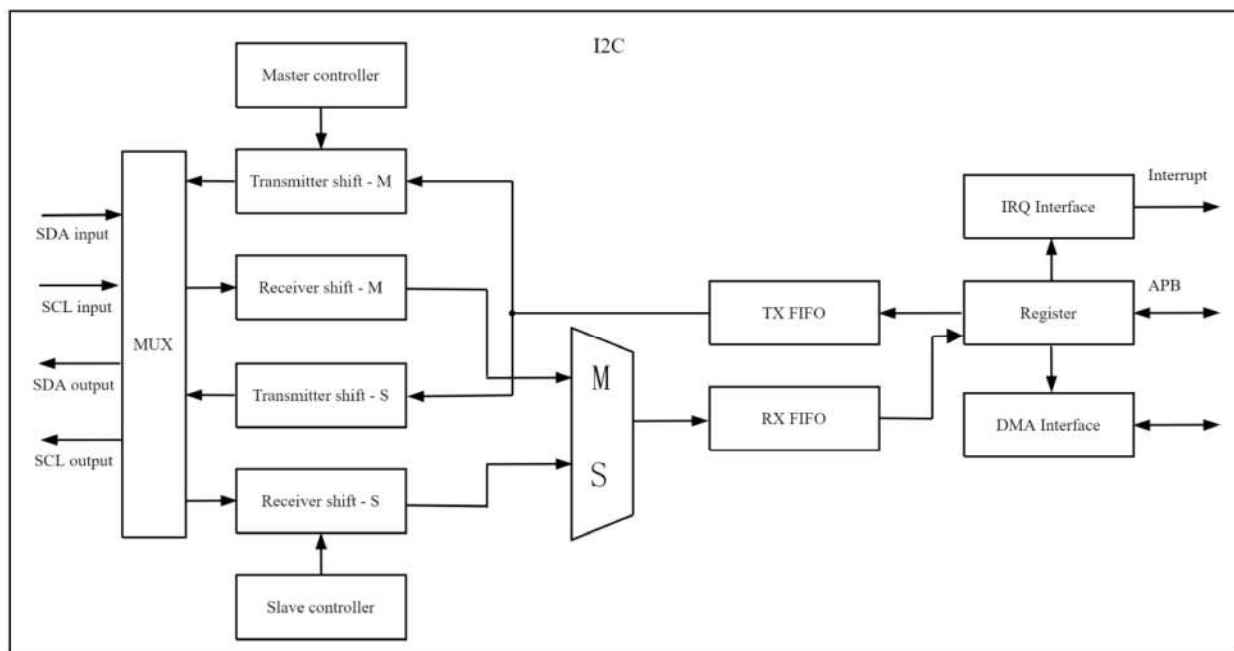 I2C
Master controller
Transmitter shift - M
Interrupt
IRQ Interface
SDA input
Receiver shift - M
APB
SCL input
TX FIFO
Register
MUX
M
SDA output
Transmitter shift - S
RX FIFO
DMA Interface
SCL output
S
Receiver shift - S
Slave controller